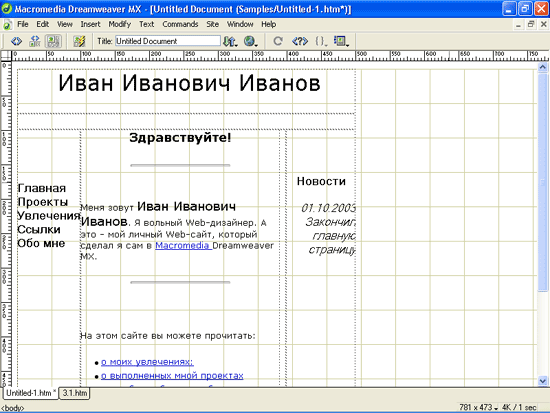 Macromedia Dreamweaver MX - [Untitled Document (Samples/Untitled-1.htm*)]
File Edit View Insert Modify Text Commands Site Window Help
Title: Untitled Document
0 50 100 150 200 250 300 350 400 450 500 550 600 650 700 750
Иван Иванович Иванов
Здравствуйте!
Главная
Проекты
Увлечения
Ссылки
Обо мне
Меня зовут Иван Иванович
Иванов. Я вольный Web-дизайнер. А
это - мой личный Web-сайт, который
сделал я сам в Macromedia Dreamweaver
MX.
Новости
01.10.2003
Закончил
главную
страницу
На этом сайте вы можете прочитать:
• о моих увлечениях;
• о выполненных мной проектах
Untitled-1.htm * 3.1.htm
<body> 781 x 473 4K / 1 sec